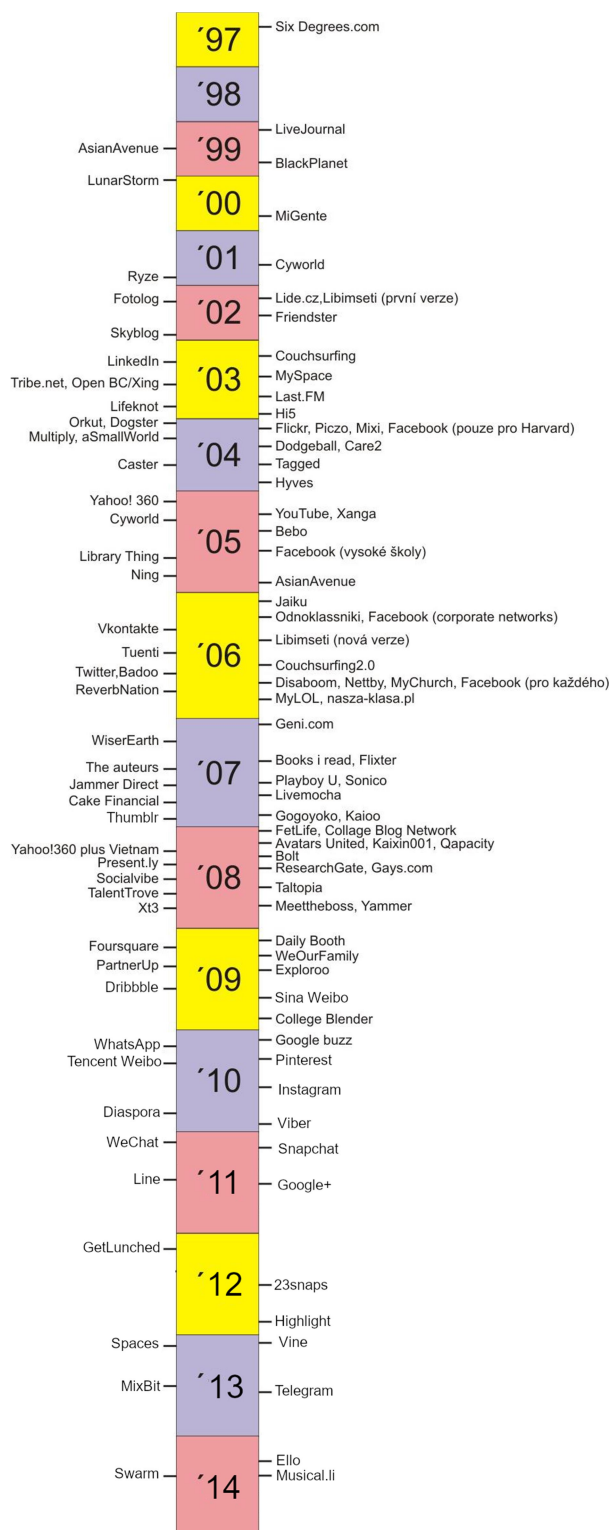 ´97
Six Degrees.com
´98
´99
LiveJournal
AsianAvenue
BlackPlanet
LunarStorm
´00
MiGente
´01
Cyworld
Ryze
´02
Lide.cz,Libimseti (první verze)
Fotolog
Friendster
Skyblog
´03
Couchsurfing
LinkedIn
MySpace
Tribe.net, Open BC/Xing
Last.FM
Lifeknot
Hi5
´04
Orkut, Dogster
Flickr, Piczo, Mixi, Facebook (pouze pro Harvard)
Multiply, aSmallWorld
Dodgeball, Care2
Caster
Tagged
Hyves
´05
Yahoo! 360
YouTube, Xanga
Cyworld
Bebo
Facebook (vysoké školy)
Library Thing
Ning
AsianAvenue
´06
Jaiku
Odnoklassniki, Facebook (corporate networks)
Vkontakte
Libimseti (nová verze)
Tuenti
Couchsurfing2.0
Twitter,Badoo
Disaboom, Nettby, MyChurch, Facebook (pro každého)
ReverbNation
MyLOL, nasza-klasa.pl
´07
Geni.com
WiserEarth
Books i read, Flixter
The auteurs
Playboy U, Sonico
Jammer Direct
Livemocha
Cake Financial
Gogoyoko, Kaioo
Thumblr
´08
FetLife, Collage Blog Network
Avatars United, Kaixin001, Qapacity
Yahoo!360 plus Vietnam
Bolt
Present.ly
ResearchGate, Gays.com
Socialvibe
Taltopia
TalentTrove
Meettheboss, Yammer
Xt3
´09
Daily Booth
Foursquare
WeOurFamily
PartnerUp
Exploroo
Dribbble
Sina Weibo
College Blender
´10
Google buzz
WhatsApp
Pinterest
Tencent Weibo
Instagram
Diaspora
Viber
´11
WeChat
Snapchat
Line
Google+
´12
GetLunched
23snaps
Highlight
´13
Vine
Spaces
MixBit
Telegram
´14
Ello
Swarm
Musical.li